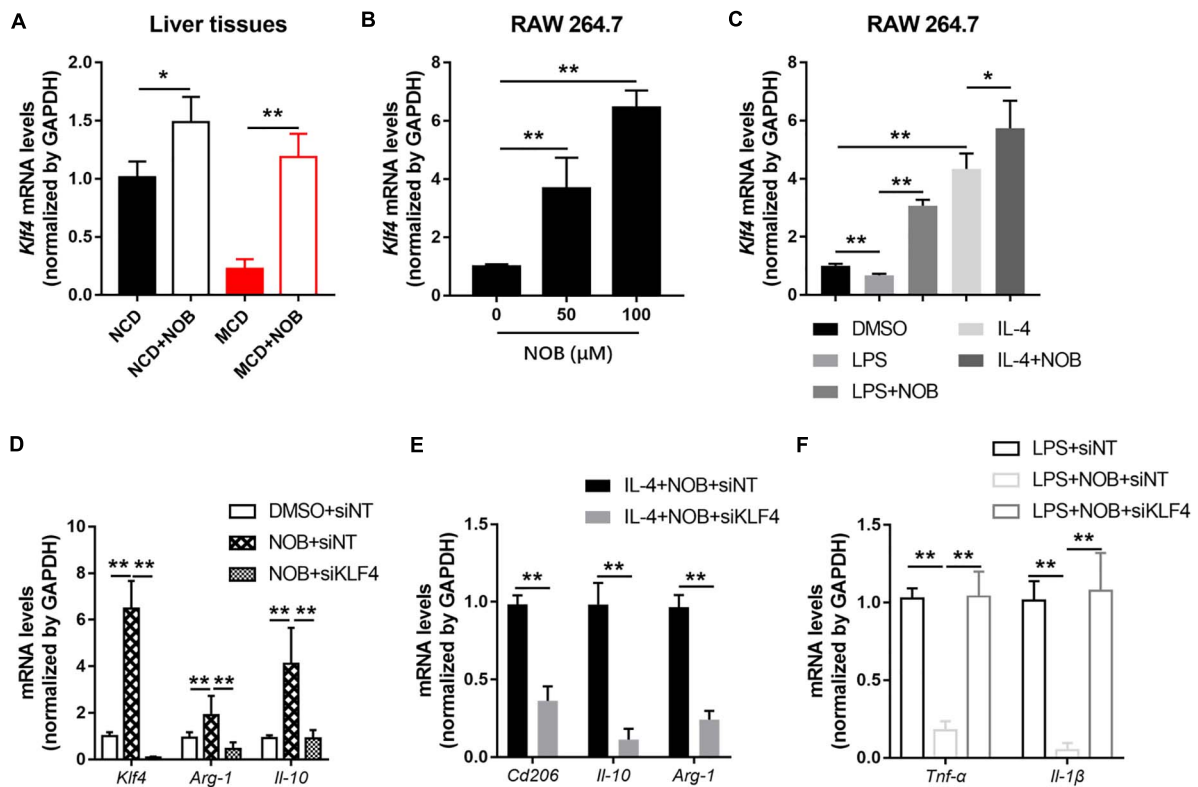 A
Liver tissues
Klf4 mRNA levels
(normalized by GAPDH)
2.0
1.5
1.0
0.5
0.0
*
**
NCD
NCD+NOB
MCD
MCD+NOB
B
RAW 264.7
Klf4 mRNA levels
(normalized by GAPDH)
8
6
4
2
0
**
**
0 50 100
NOB (μM)
C
RAW 264.7
Klf4 mRNA levels
(normalized by GAPDH)
8
6
4
2
0
*
**
**
**
DMSO
LPS
LPS+NOB
IL-4
IL-4+NOB
D
DMSO+siNT
NOB+siNT
NOB+siKLF4
mRNA levels
(normalized by GAPDH)
10
8
6
4
2
0
** **
** **
** **
Klf4 Arg-1 Il-10
E
IL-4+NOB+siNT
IL-4+NOB+siKLF4
mRNA levels
(normalized by GAPDH)
1.5
1.0
0.5
0.0
** ** **
Cd206 Il-10 Arg-1
F
LPS+siNT
LPS+NOB+siNT
LPS+NOB+siKLF4
mRNA levels
(normalized by GAPDH)
1.5
1.0
0.5
0.0
** ** ** **
Tnf-α Il-1β